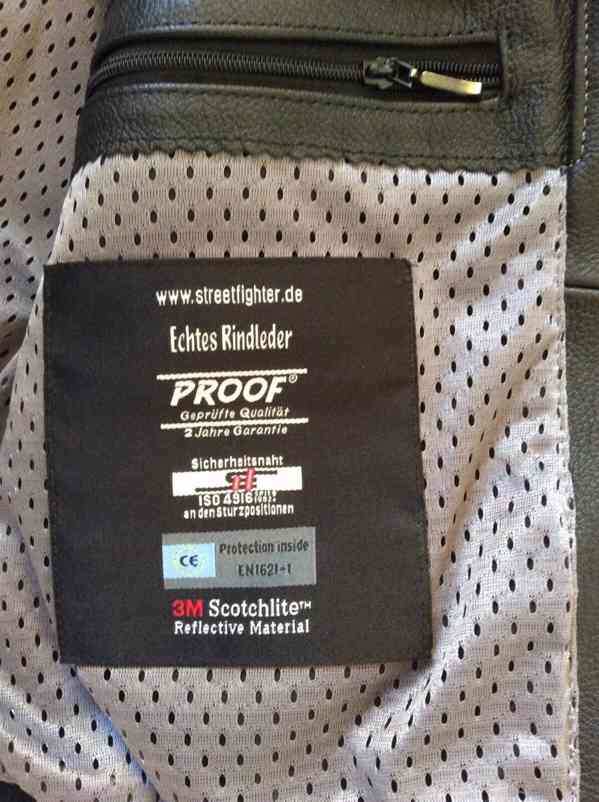 www.streetfighter.de
Echtes Rindleder
PROOF®
Geprüfte Qualität
2 Jahre Garantie
Sicherheitsnaht
ISO 4916
an den Sturzpositionen
CE Protection inside
EN1621-1
3M Scotchlite™
Reflective Material